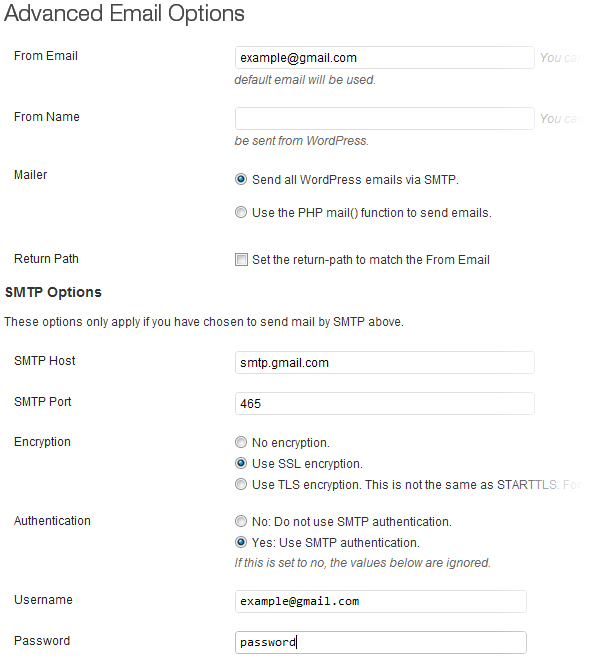 Advanced Email Options
From Email example@gmail.com You can
default email will be used.
From Name You can
be sent from WordPress.
Mailer Send all WordPress emails via SMTP.
Use the PHP mail() function to send emails.
Return Path Set the return-path to match the From Email
SMTP Options
These options only apply if you have chosen to send mail by SMTP above.
SMTP Host smtp.gmail.com
SMTP Port 465
Encryption No encryption.
Use SSL encryption.
Use TLS encryption. This is not the same as STARTTLS. For
Authentication No: Do not use SMTP authentication.
Yes: Use SMTP authentication.
If this is set to no, the values below are ignored.
Username example@gmail.com
Password password